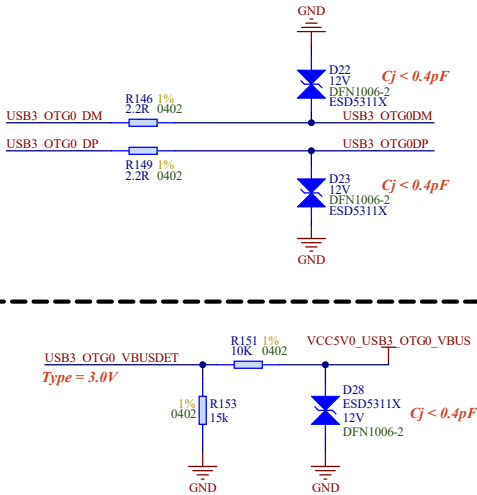 GND
D22
12V
Cj < 0.4pF
DFN1006-2
ESD5311X
R146 1%
2.2R 0402
USB3_OTG0_DM
USB3_OTG0DM
USB3_OTG0_DP
USB3_OTG0DP
R149 1%
2.2R 0402
D23
12V
Cj < 0.4pF
DFN1006-2
ESD5311X
GND
R151 1%
10K 0402
VCC5V0_USB3_OTG0_VBUS
USB3_OTG0_VBUSDET
Type = 3.0V
1%
0402
R153
15k
D28
ESD5311X
12V
Cj < 0.4pF
DFN1006-2
GND
GND